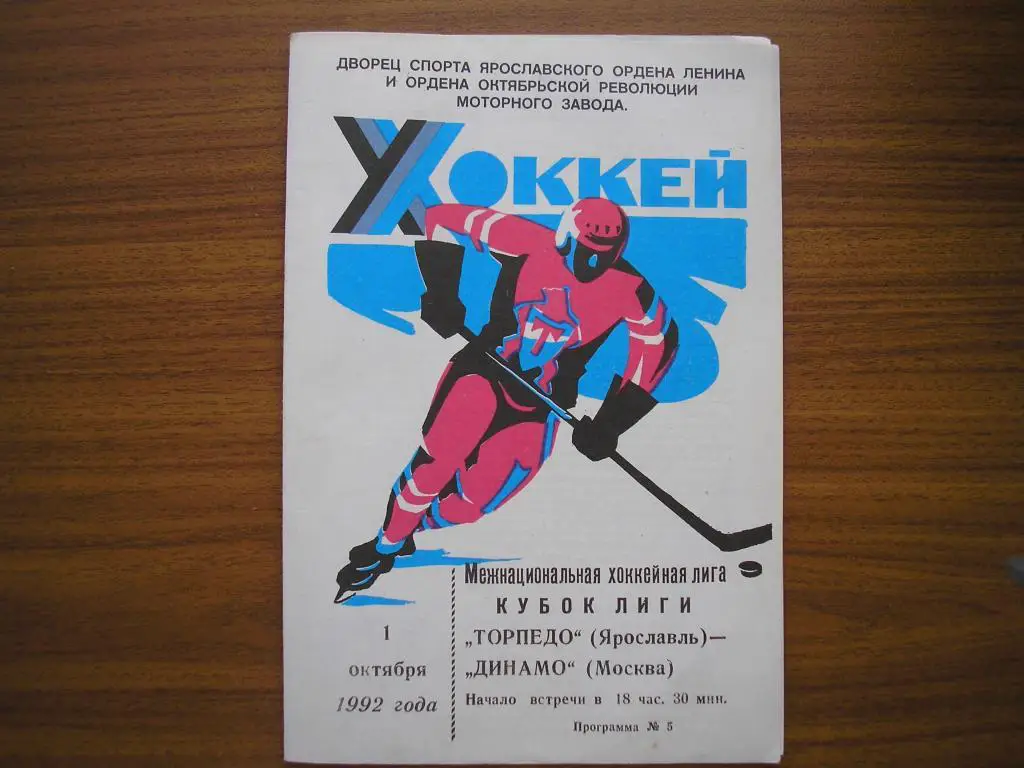 ДВОРЕЦ СПОРТА ЯРОСЛАВСКОГО ОРДЕНА ЛЕНИНА
И ОРДЕНА ОКТЯБРЬСКОЙ РЕВОЛЮЦИИ
МОТОРНОГО ЗАВОДА.
ХОККЕЙ
Межнациональная хоккейная лига
КУБОК ЛИГИ
1
октября
1992 года
„ТОРПЕДО“ (Ярославль)—
„ДИНАМО“ (Москва)
Начало встречи в 18 час. 30 мин.
Программа № 5